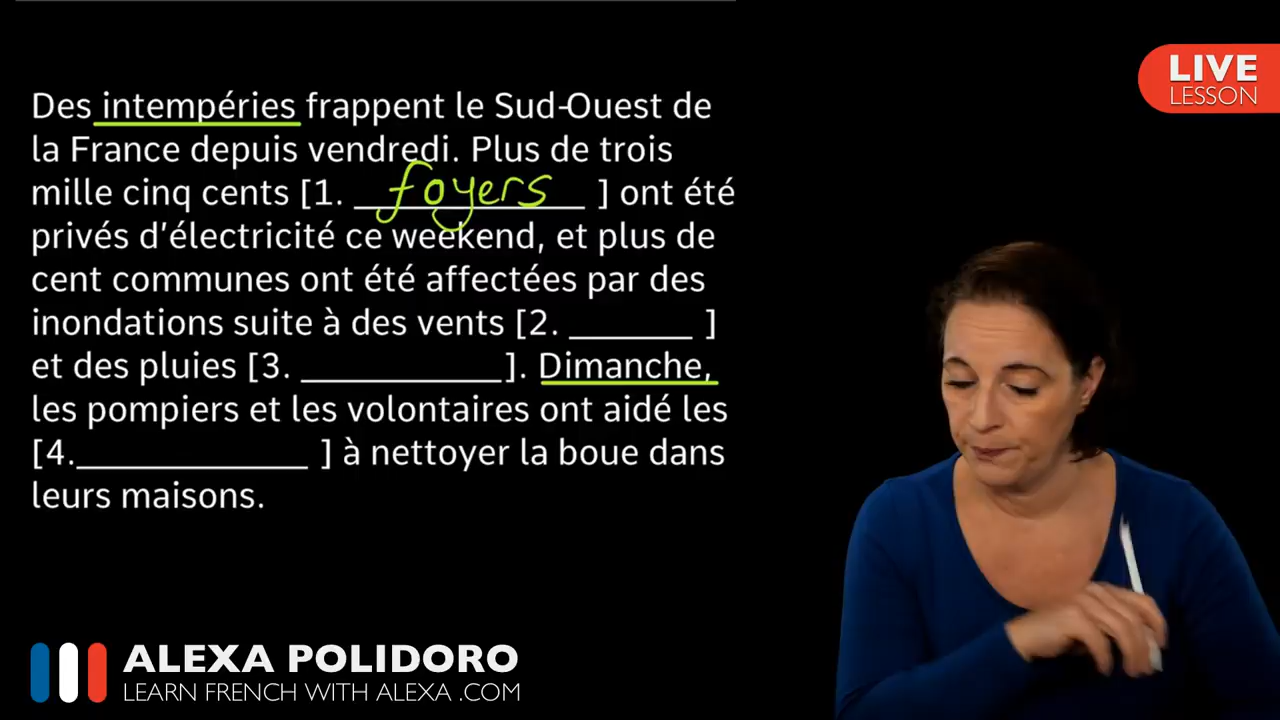 Des intempéries frappent le Sud-Ouest de
la France depuis vendredi. Plus de trois
mille cinq cents [1. foyers ] ont été
privés d'électricité ce weekend, et plus de
cent communes ont été affectées par des
inondations suite à des vents [2. _______ ]
et des pluies [3. ___________]. Dimanche,
les pompiers et les volontaires ont aidé les
[4._____________ ] à nettoyer la boue dans
leurs maisons.
LIVE
LESSON
ALEXA POLIDORO
LEARN FRENCH WITH ALEXA .COM